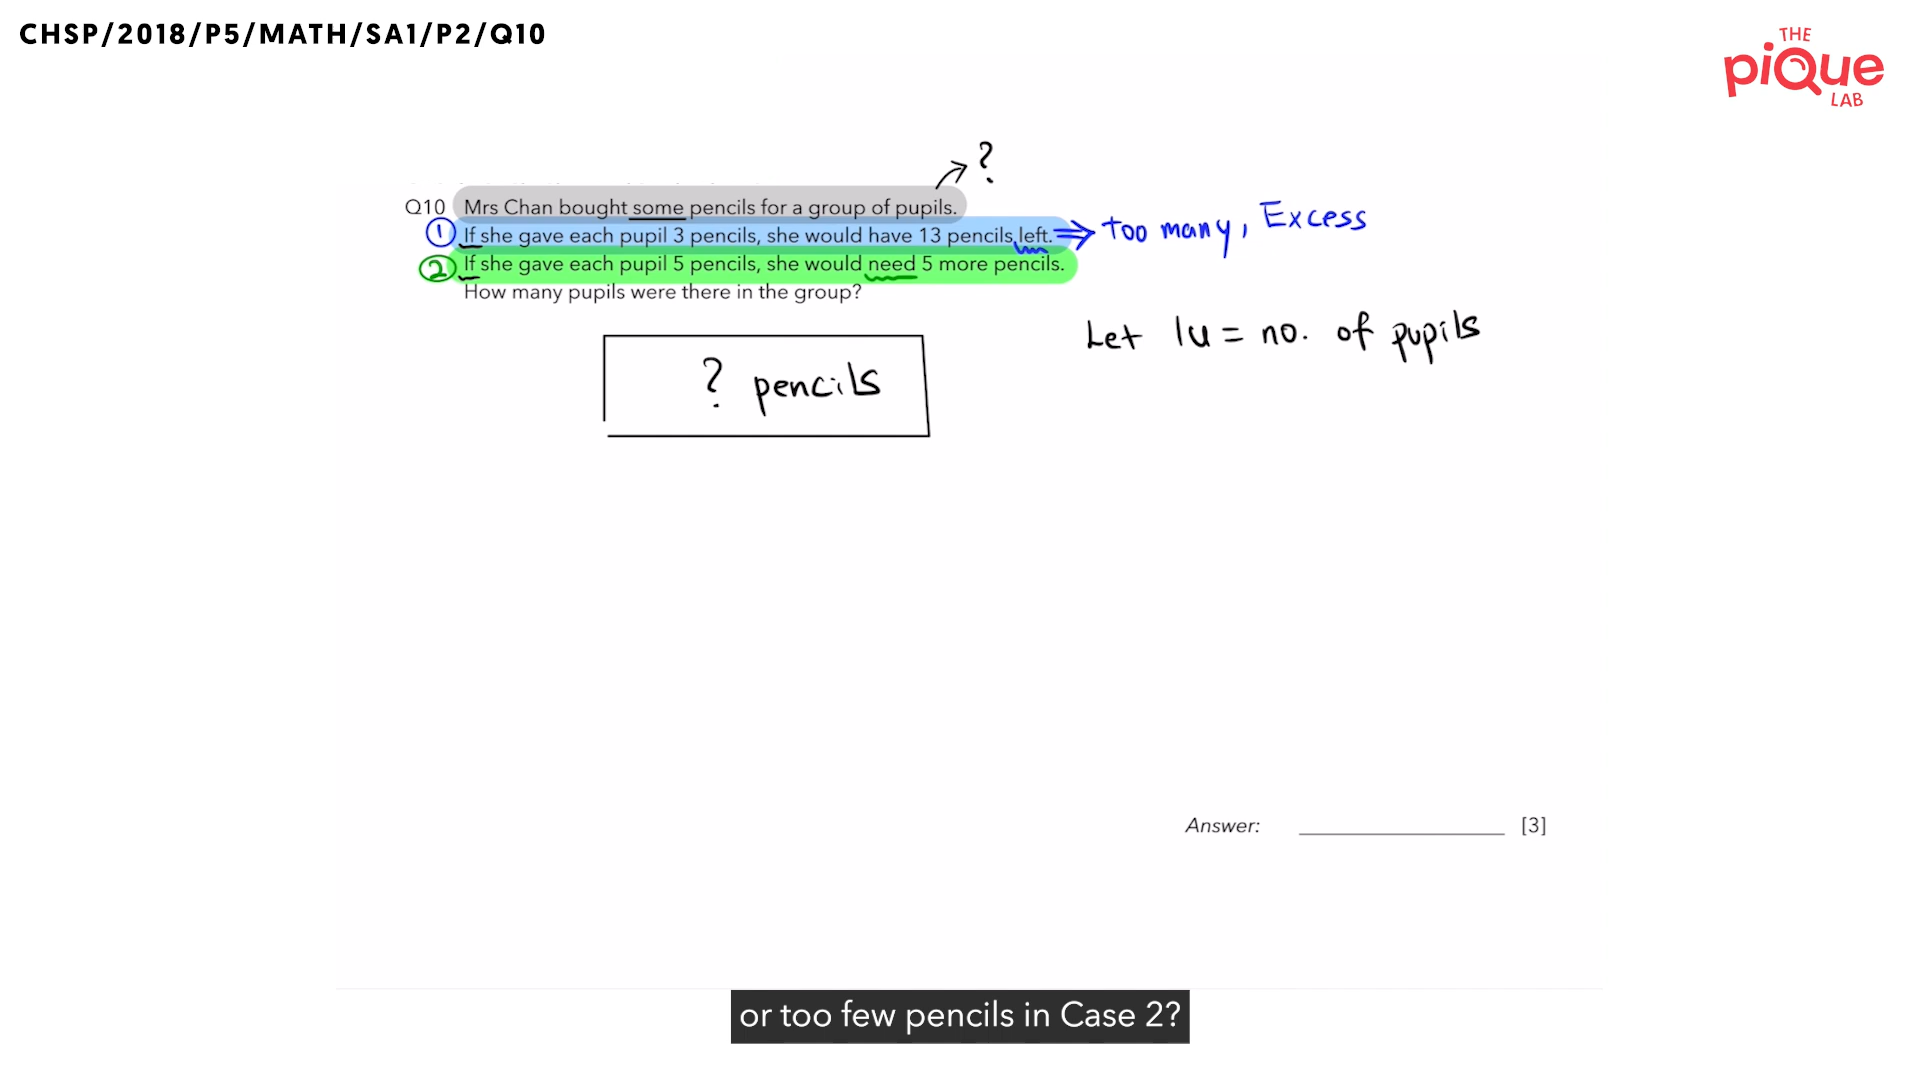 CHSP/2018/P5/MATH/SA1/P2/Q10
THE
piQue
LAB
?
Q10 Mrs Chan bought some pencils for a group of pupils.
1 If she gave each pupil 3 pencils, she would have 13 pencils left. ⇒ too many, Excess
2 If she gave each pupil 5 pencils, she would need 5 more pencils.
How many pupils were there in the group?
Let 1u = no. of pupils
? pencils
Answer: ____________ [3]
or too few pencils in Case 2?